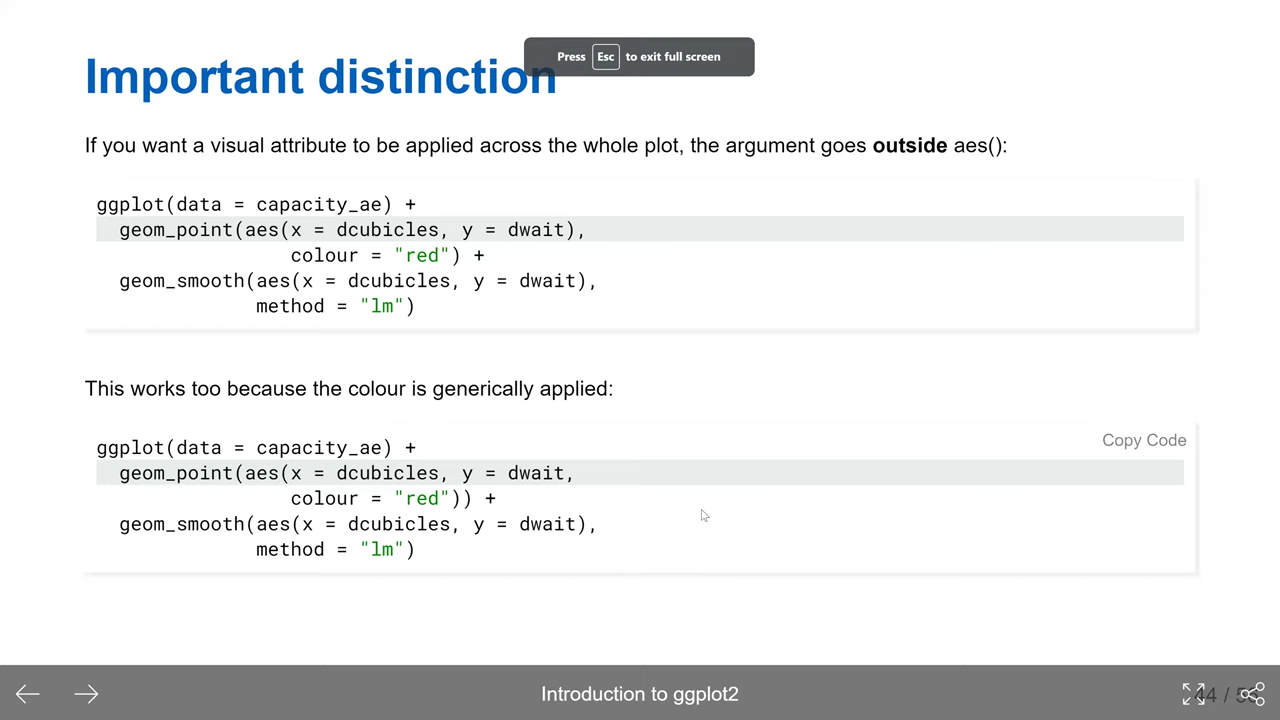 Press Esc to exit full screen
Important distinction
If you want a visual attribute to be applied across the whole plot, the argument goes outside aes():
ggplot(data = capacity_ae) +
  geom_point(aes(x = dcubicles, y = dwait),
                 colour = "red") +
  geom_smooth(aes(x = dcubicles, y = dwait),
              method = "lm")
This works too because the colour is generically applied:
Copy Code
ggplot(data = capacity_ae) +
  geom_point(aes(x = dcubicles, y = dwait,
                 colour = "red")) +
  geom_smooth(aes(x = dcubicles, y = dwait),
              method = "lm")
Introduction to ggplot2
44 /